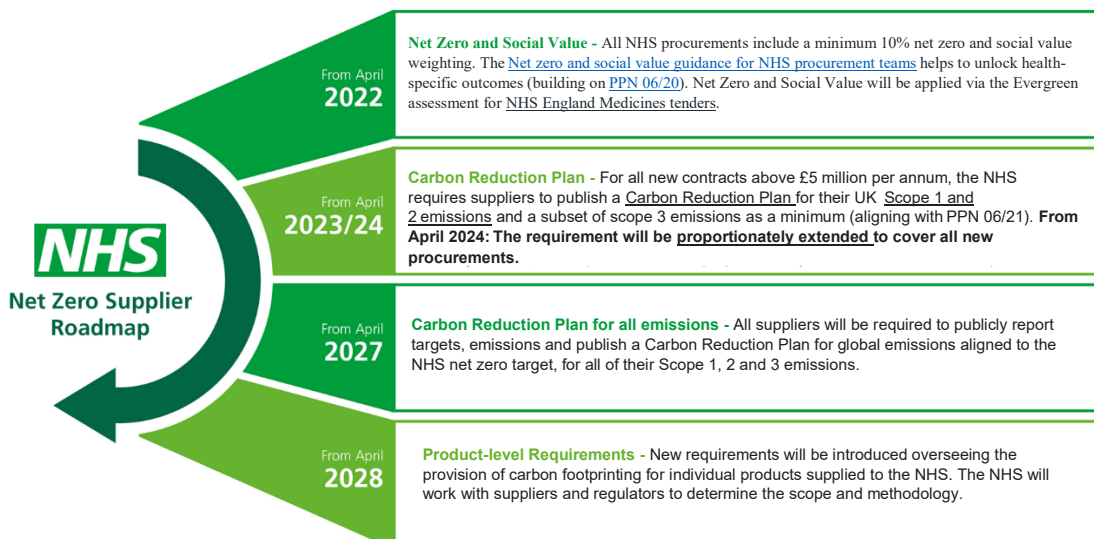 From April
2022
Net Zero and Social Value - All NHS procurements include a minimum 10% net zero and social value
weighting. The Net zero and social value guidance for NHS procurement teams helps to unlock health-
specific outcomes (building on PPN 06/20). Net Zero and Social Value will be applied via the Evergreen
assessment for NHS England Medicines tenders.
From April
2023/24
Carbon Reduction Plan - For all new contracts above £5 million per annum, the NHS
requires suppliers to publish a Carbon Reduction Plan for their UK Scope 1 and
2 emissions and a subset of scope 3 emissions as a minimum (aligning with PPN 06/21). From
April 2024: The requirement will be proportionately extended to cover all new
procurements.
NHS
Net Zero Supplier
Roadmap
From April
2027
Carbon Reduction Plan for all emissions - All suppliers will be required to publicly report
targets, emissions and publish a Carbon Reduction Plan for global emissions aligned to the
NHS net zero target, for all of their Scope 1, 2 and 3 emissions.
From April
2028
Product-level Requirements - New requirements will be introduced overseeing the
provision of carbon footprinting for individual products supplied to the NHS. The NHS will
work with suppliers and regulators to determine the scope and methodology.